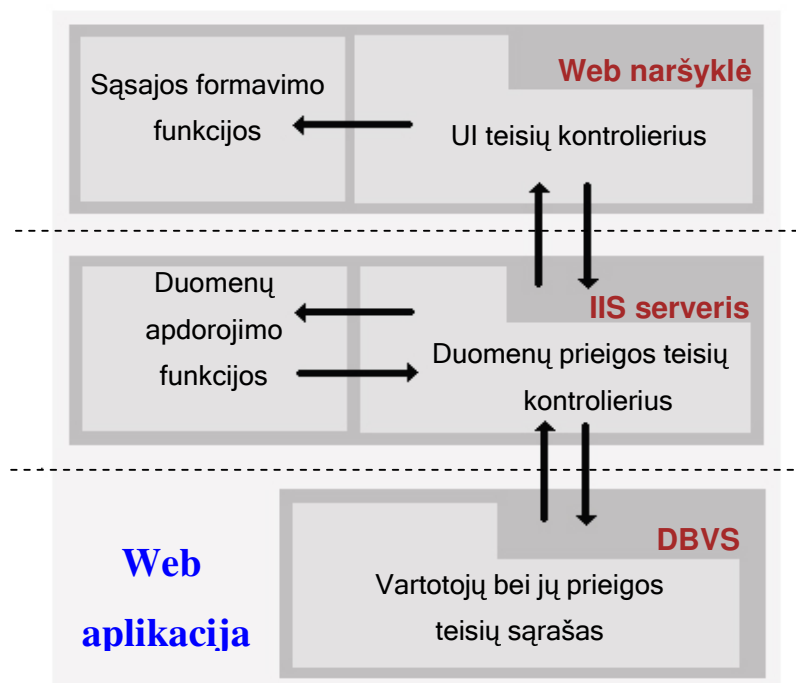 Web naršyklė
Sąsajos formavimo
funkcijos
UI teisių kontrolierius
IIS serveris
Duomenų
apdorojimo
funkcijos
Duomenų prieigos teisių
kontrolierius
DBVS
Web
aplikacija
Vartotojų bei jų prieigos
teisių sąrašas